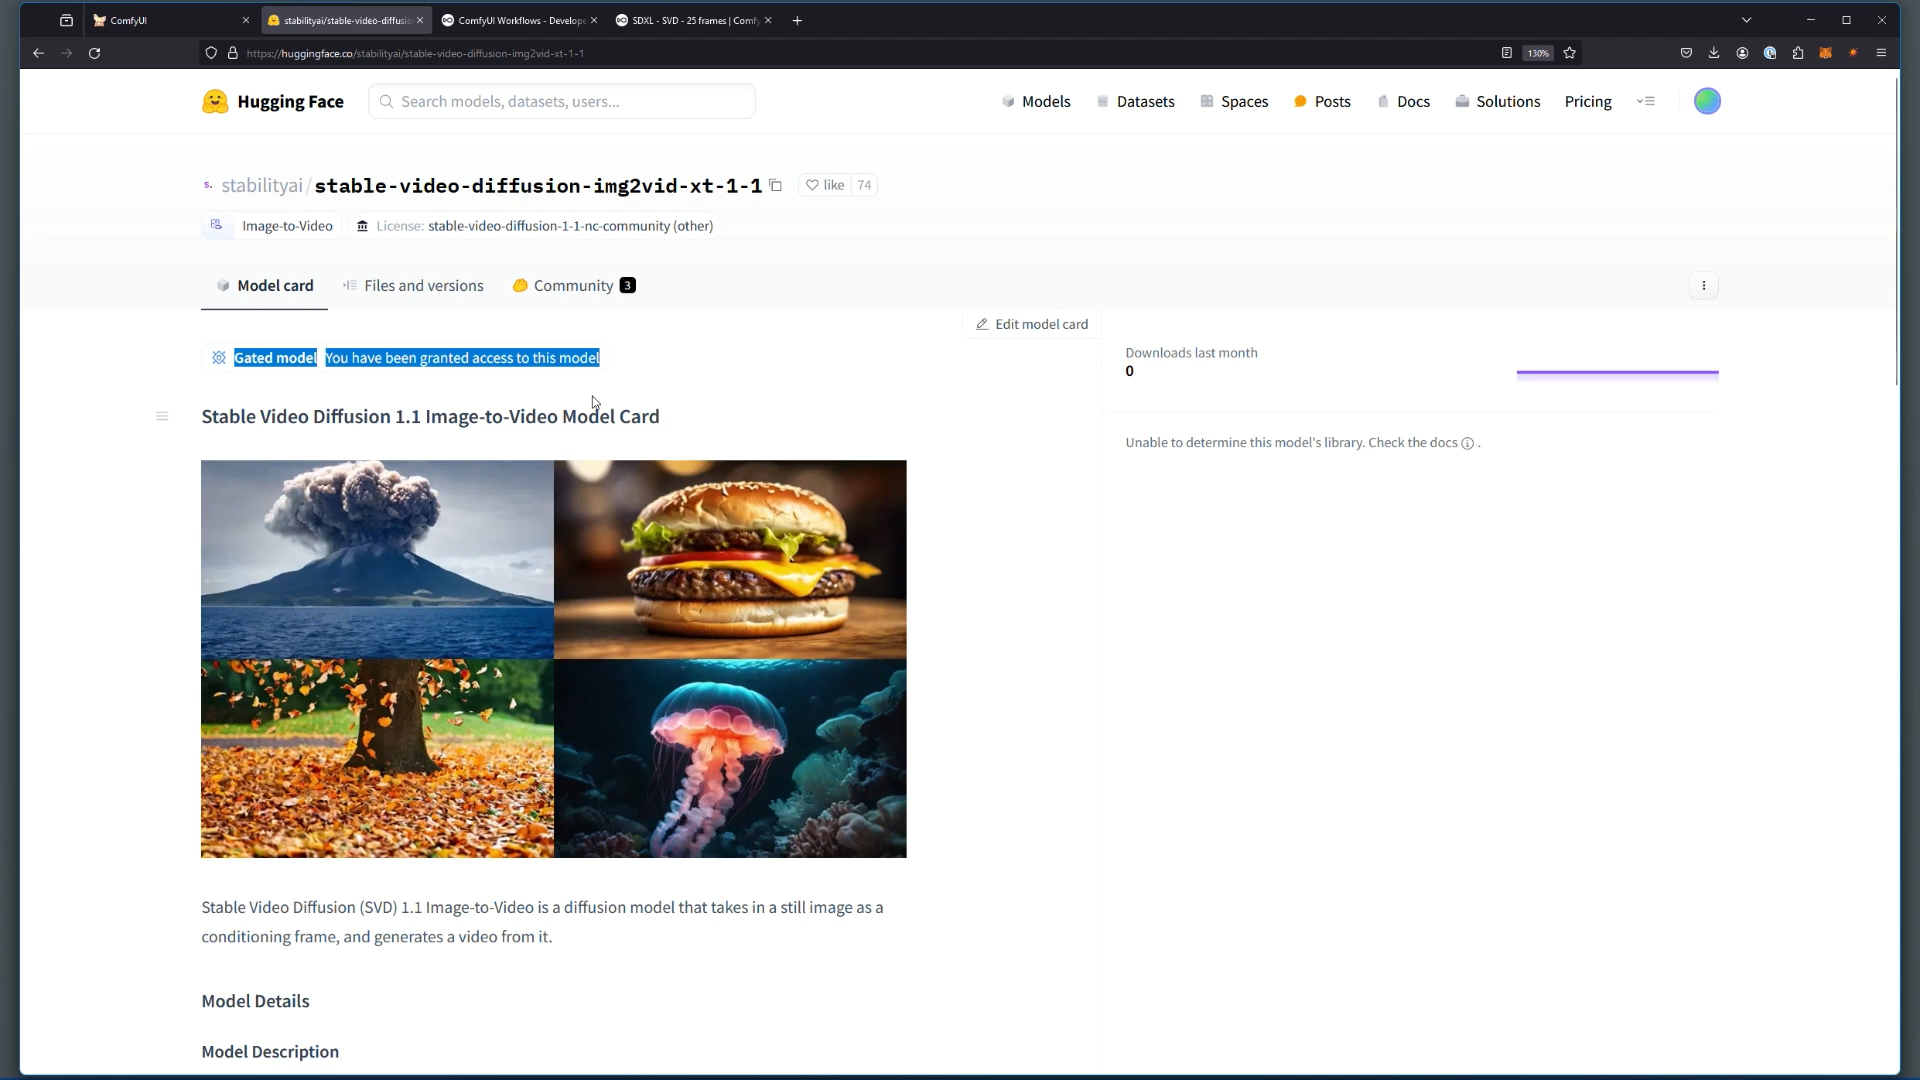 ComfyUI
stabilityai/stable-video-diffusio
ComfyUI Workflows - Develope
SDXL - SVD - 25 frames | Comfy
https://huggingface.co/stabilityai/stable-video-diffusion-img2vid-xt-1-1
130%
Hugging Face
Search models, datasets, users...
Models
Datasets
Spaces
Posts
Docs
Solutions
Pricing
s. stabilityai/stable-video-diffusion-img2vid-xt-1-1
like 74
Image-to-Video
License: stable-video-diffusion-1-1-nc-community (other)
Model card
Files and versions
Community 3
Edit model card
Gated model You have been granted access to this model
Downloads last month
0
Stable Video Diffusion 1.1 Image-to-Video Model Card
Unable to determine this model's library. Check the docs .
Stable Video Diffusion (SVD) 1.1 Image-to-Video is a diffusion model that takes in a still image as a
conditioning frame, and generates a video from it.
Model Details
Model Description